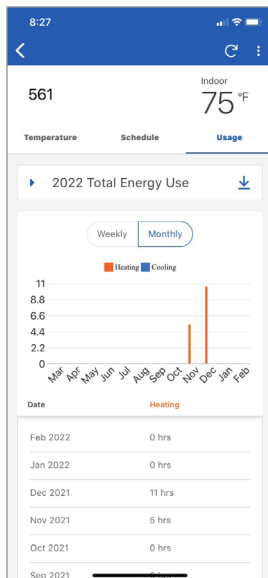 8:27
Indoor
561
75 °F
Temperature Schedule Usage
2022 Total Energy Use
Weekly Monthly
Heating Cooling
11
8.8
6.6
4.4
2.2
0
Mar Apr May Jun Jul Aug Sep Oct Nov Dec Jan Feb
Date Heating
Feb 2022 0 hrs
Jan 2022 0 hrs
Dec 2021 11 hrs
Nov 2021 5 hrs
Oct 2021 0 hrs
Sep 2021